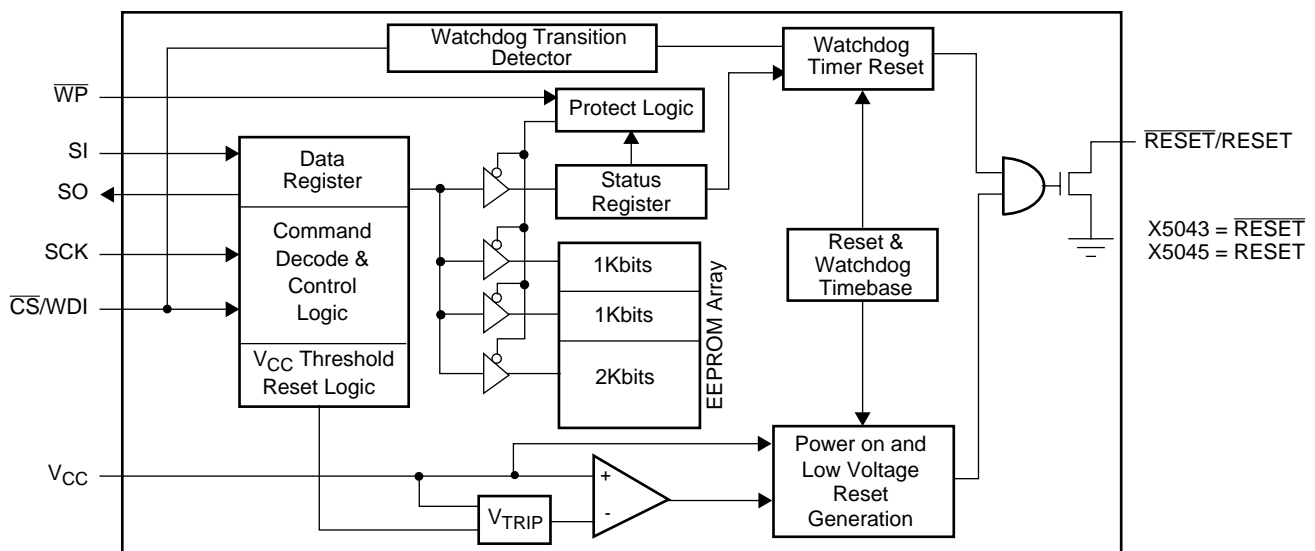 Watchdog Transition
Detector
Watchdog
Timer Reset
WP
Protect Logic
SI
Data
Register
SO
Status
Register
RESET/RESET
Command
Decode &
Control
Logic
SCK
CS/WDI
1Kbits
1Kbits
2Kbits
EEPROM Array
Reset &
Watchdog
Timebase
X5043 = RESET
X5045 = RESET
VCC Threshold
Reset Logic
VCC
+
-
VTRIP
Power on and
Low Voltage
Reset
Generation